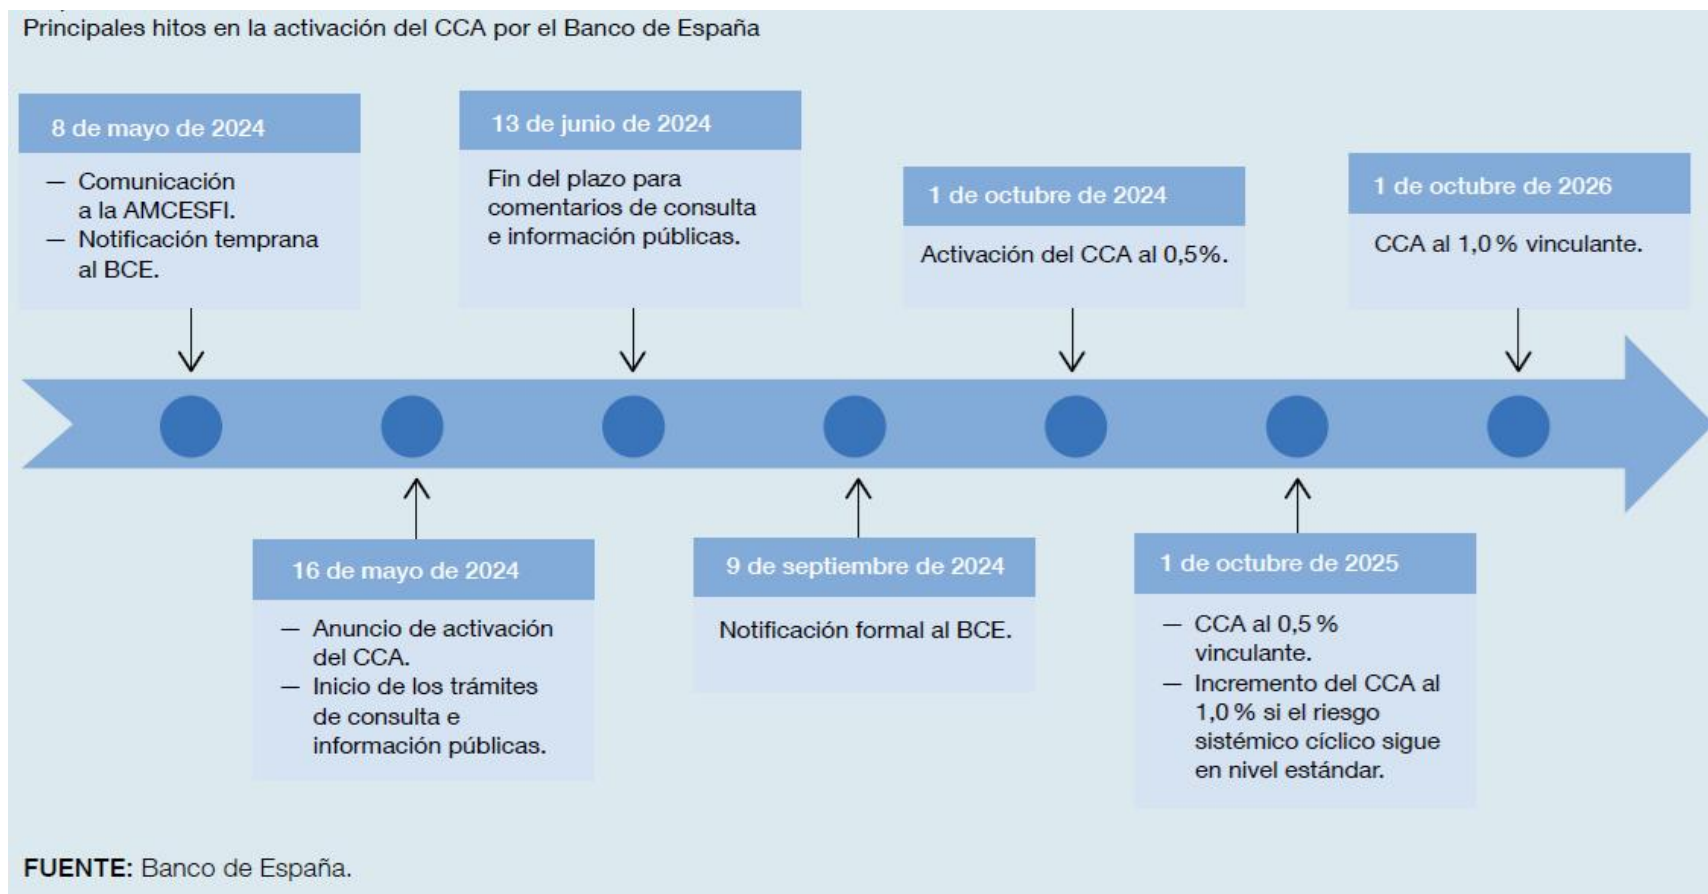 Principales hitos en la activación del CCA por el Banco de España
8 de mayo de 2024
— Comunicación
a la AMCESFI.
— Notificación temprana
al BCE.
16 de mayo de 2024
— Anuncio de activación
del CCA.
— Inicio de los trámites
de consulta e
información públicas.
13 de junio de 2024
Fin del plazo para
comentarios de consulta
e información públicas.
9 de septiembre de 2024
Notificación formal al BCE.
1 de octubre de 2024
Activación del CCA al 0,5%.
1 de octubre de 2025
— CCA al 0,5 %
vinculante.
— Incremento del CCA al
1,0 % si el riesgo
sistémico cíclico sigue
en nivel estándar.
1 de octubre de 2026
CCA al 1,0 % vinculante.
FUENTE: Banco de España.